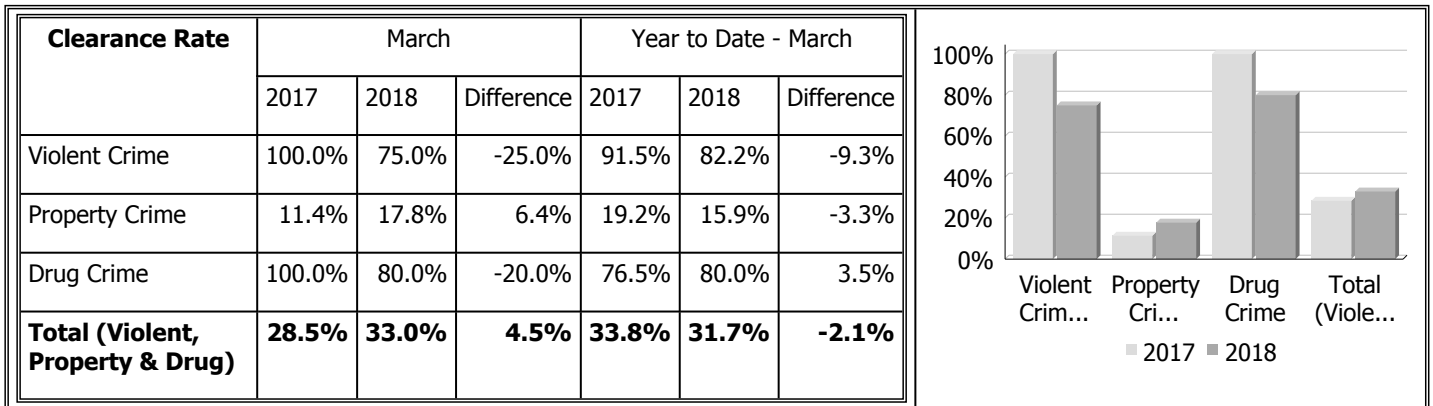 Clearance Rate March Year to Date - March
2017 2018 Difference 2017 2018 Difference
Violent Crime 100.0% 75.0% -25.0% 91.5% 82.2% -9.3%
Property Crime 11.4% 17.8% 6.4% 19.2% 15.9% -3.3%
Drug Crime 100.0% 80.0% -20.0% 76.5% 80.0% 3.5%
Total (Violent, 28.5% 33.0% 4.5% 33.8% 31.7% -2.1%
Property & Drug)
100%
80%
60%
40%
20%
0%
Violent Property Drug Total
Crim... Cri... Crime (Viole...
2017 2018